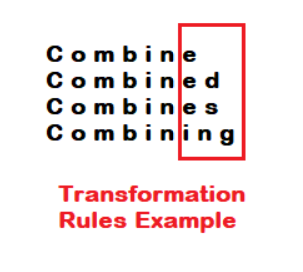 Combine
Combined
Combines
Combining
Transformation
Rules Example